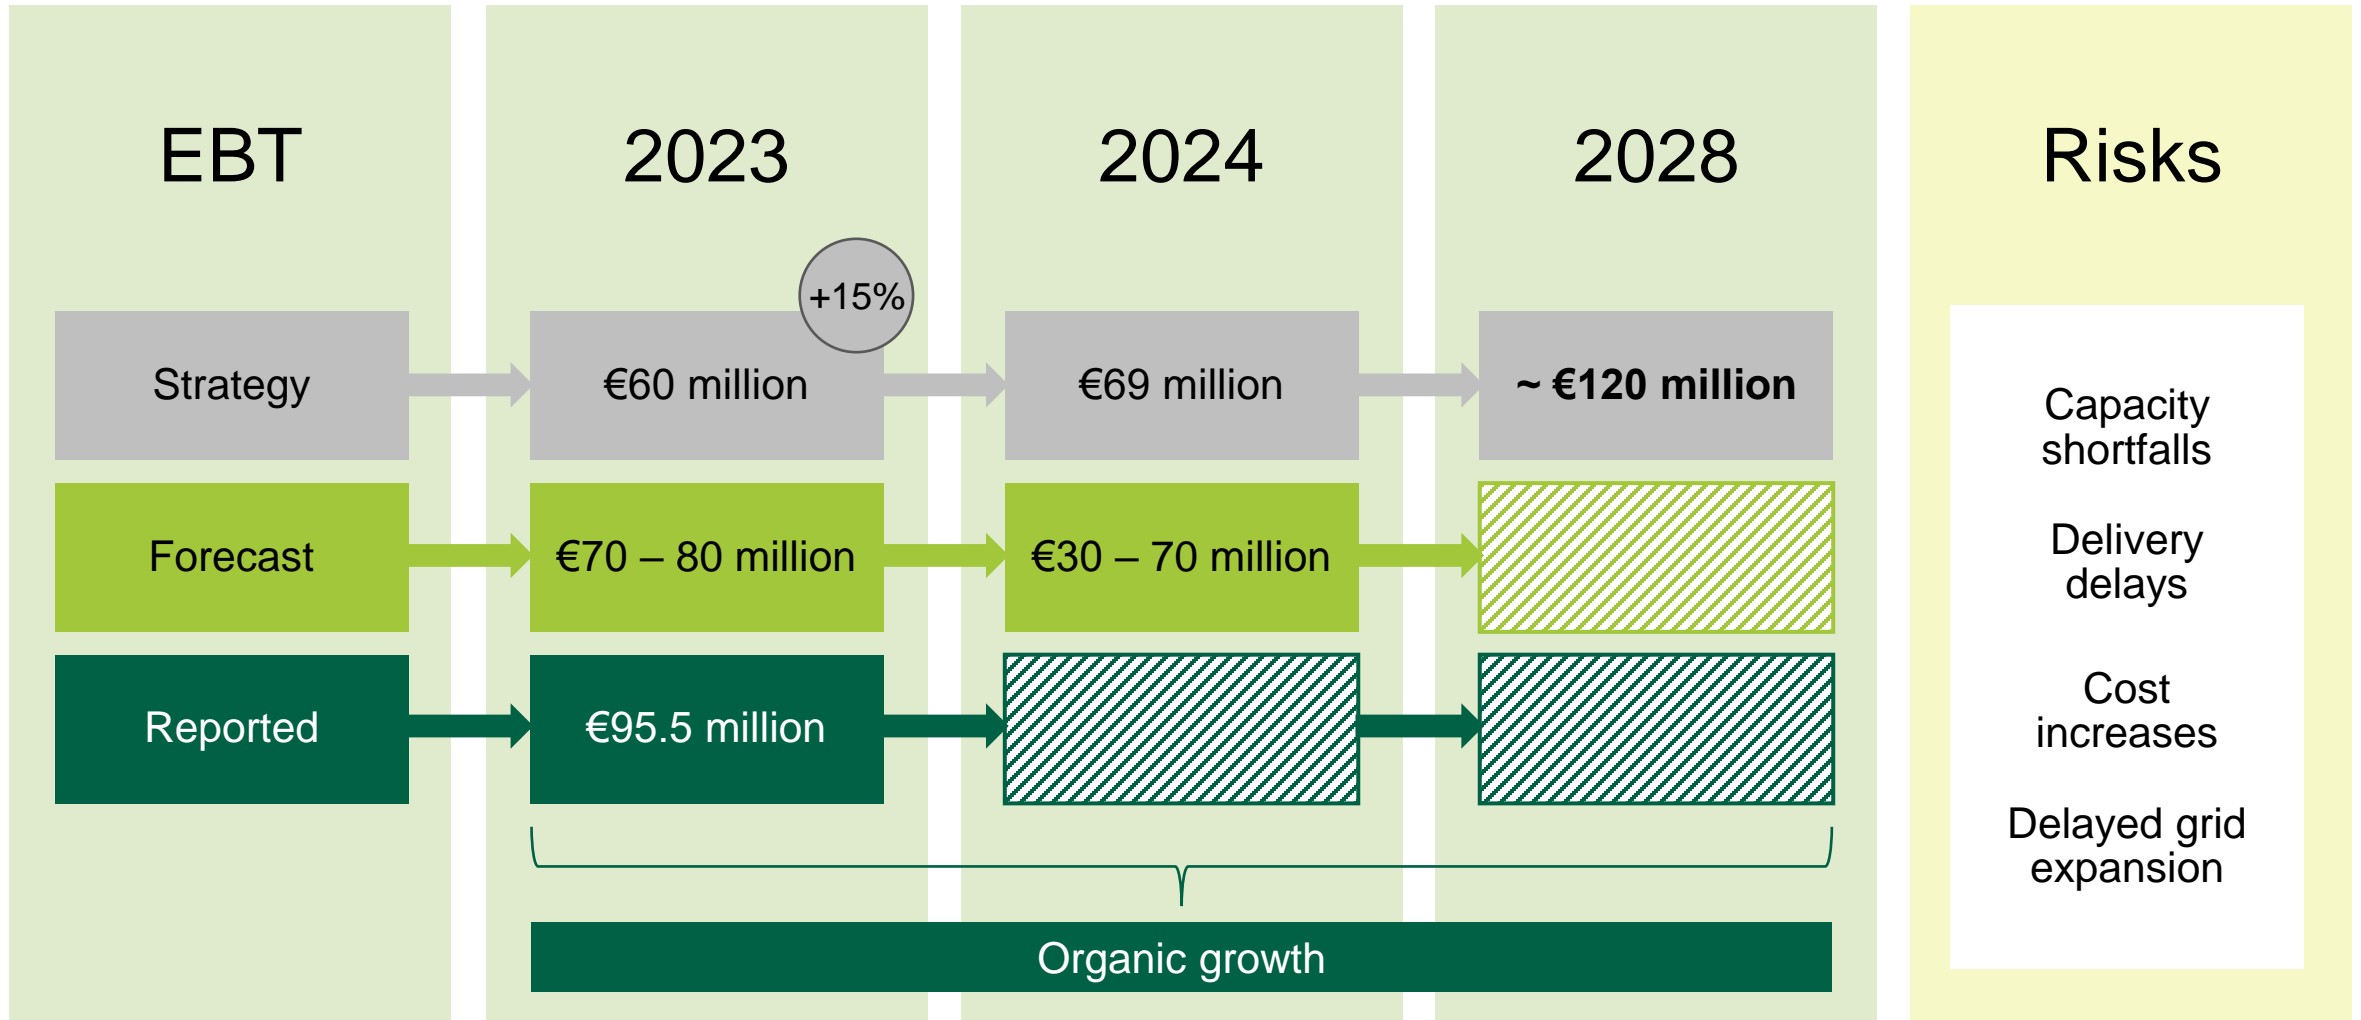 EBT
2023
2024
2028
Risks
+15%
Strategy
€60 million
€69 million
~ €120 million
Forecast
€70 – 80 million
€30 – 70 million
Reported
€95.5 million
Organic growth
Capacity
shortfalls
Delivery
delays
Cost
increases
Delayed grid
expansion